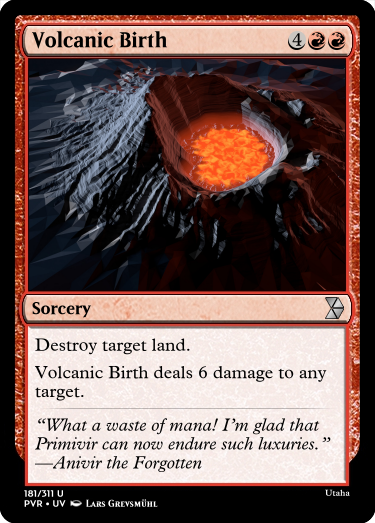 Volcanic Birth 4
Sorcery
Destroy target land.
Volcanic Birth deals 6 damage to any
target.
“What a waste of mana! I’m glad that
Primivir can now endure such luxuries.”
—Anivir the Forgotten
181/311 U
PVR • UV Lars Grevsmühl
Utaha